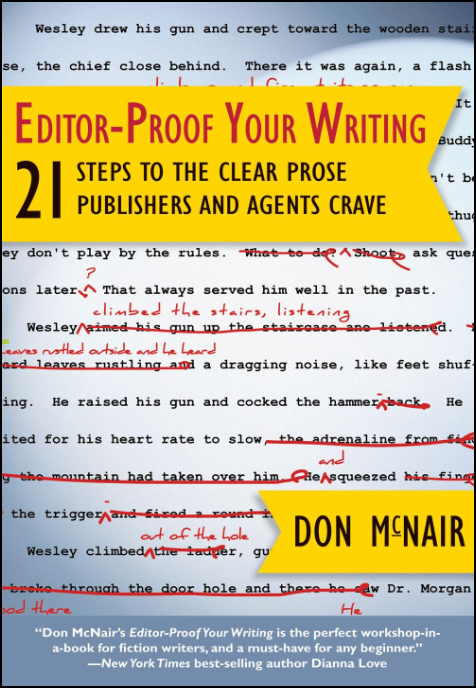 Wesley drew his gun and crept toward the wooden stai
se, the chief close behind. There it was again, a flash
It
EDITOR-PROOF YOUR WRITING
Buddy
21 STEPS TO THE CLEAR PROSE
PUBLISHERS AND AGENTS CRAVE
n't be
thug
ey don't play by the rules. What to do? Shoot, ask ques
?
ons later. That always served him well in the past.
climbed the stairs, listening
Wesley aimed his gun up the staircase and listened.
leaves rustled outside and he heard
ard leaves rustling and a dragging noise, like feet shuf
ing. He raised his gun and cocked the hammer back. He
ited for his heart rate to slow, the adrenaline from fin
and
g the mountain had taken over him. He squeezed his fing
the trigger and fired a round i
DON MCNAIR
out of the hole
Wesley climbed the ladder, gu
broke through the door hole and there he saw Dr. Morgan
ood there
He
“Don McNair’s Editor-Proof Your Writing is the perfect workshop-in-
a-book for fiction writers, and a must-have for any beginner.”
—New York Times best-selling author Dianna Love